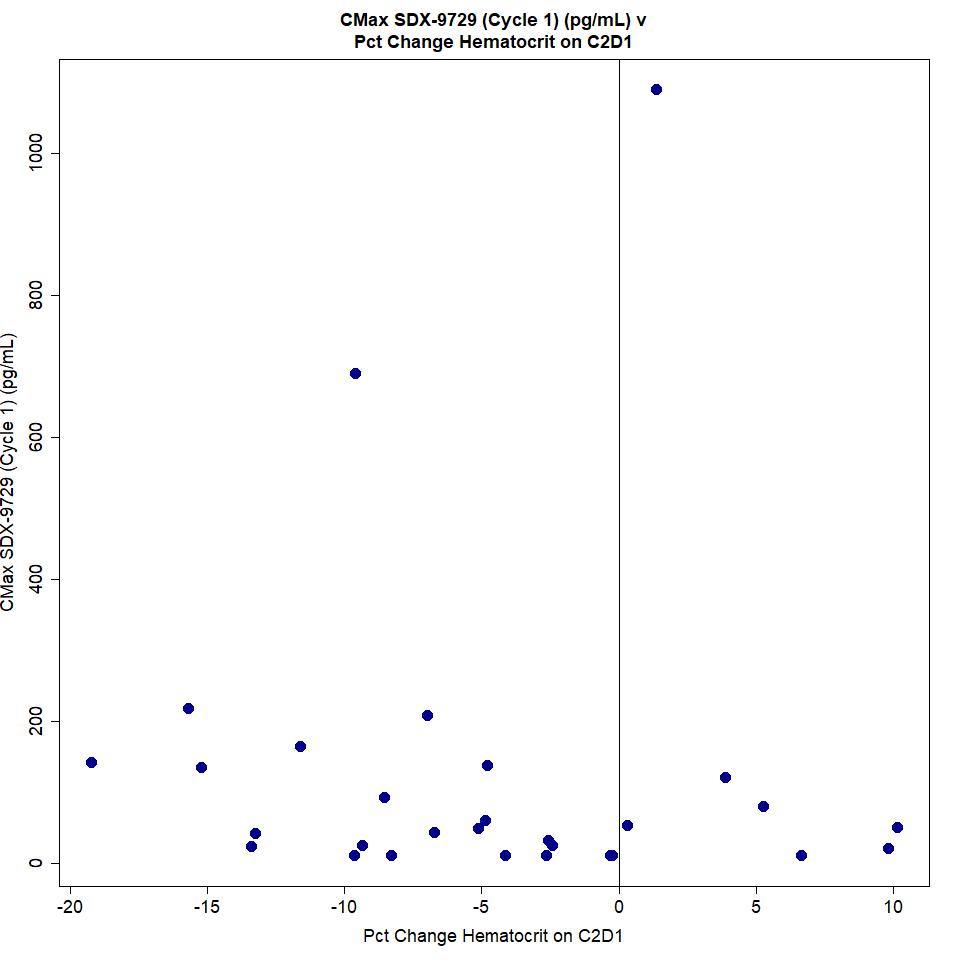 CMax SDX-9729 (Cycle 1) (pg/mL) v
Pct Change Hematocrit on C2D1
CMax SDX-9729 (Cycle 1) (pg/mL)
1000
800
600
400
200
0
-20 -15 -10 -5 0 5 10
Pct Change Hematocrit on C2D1